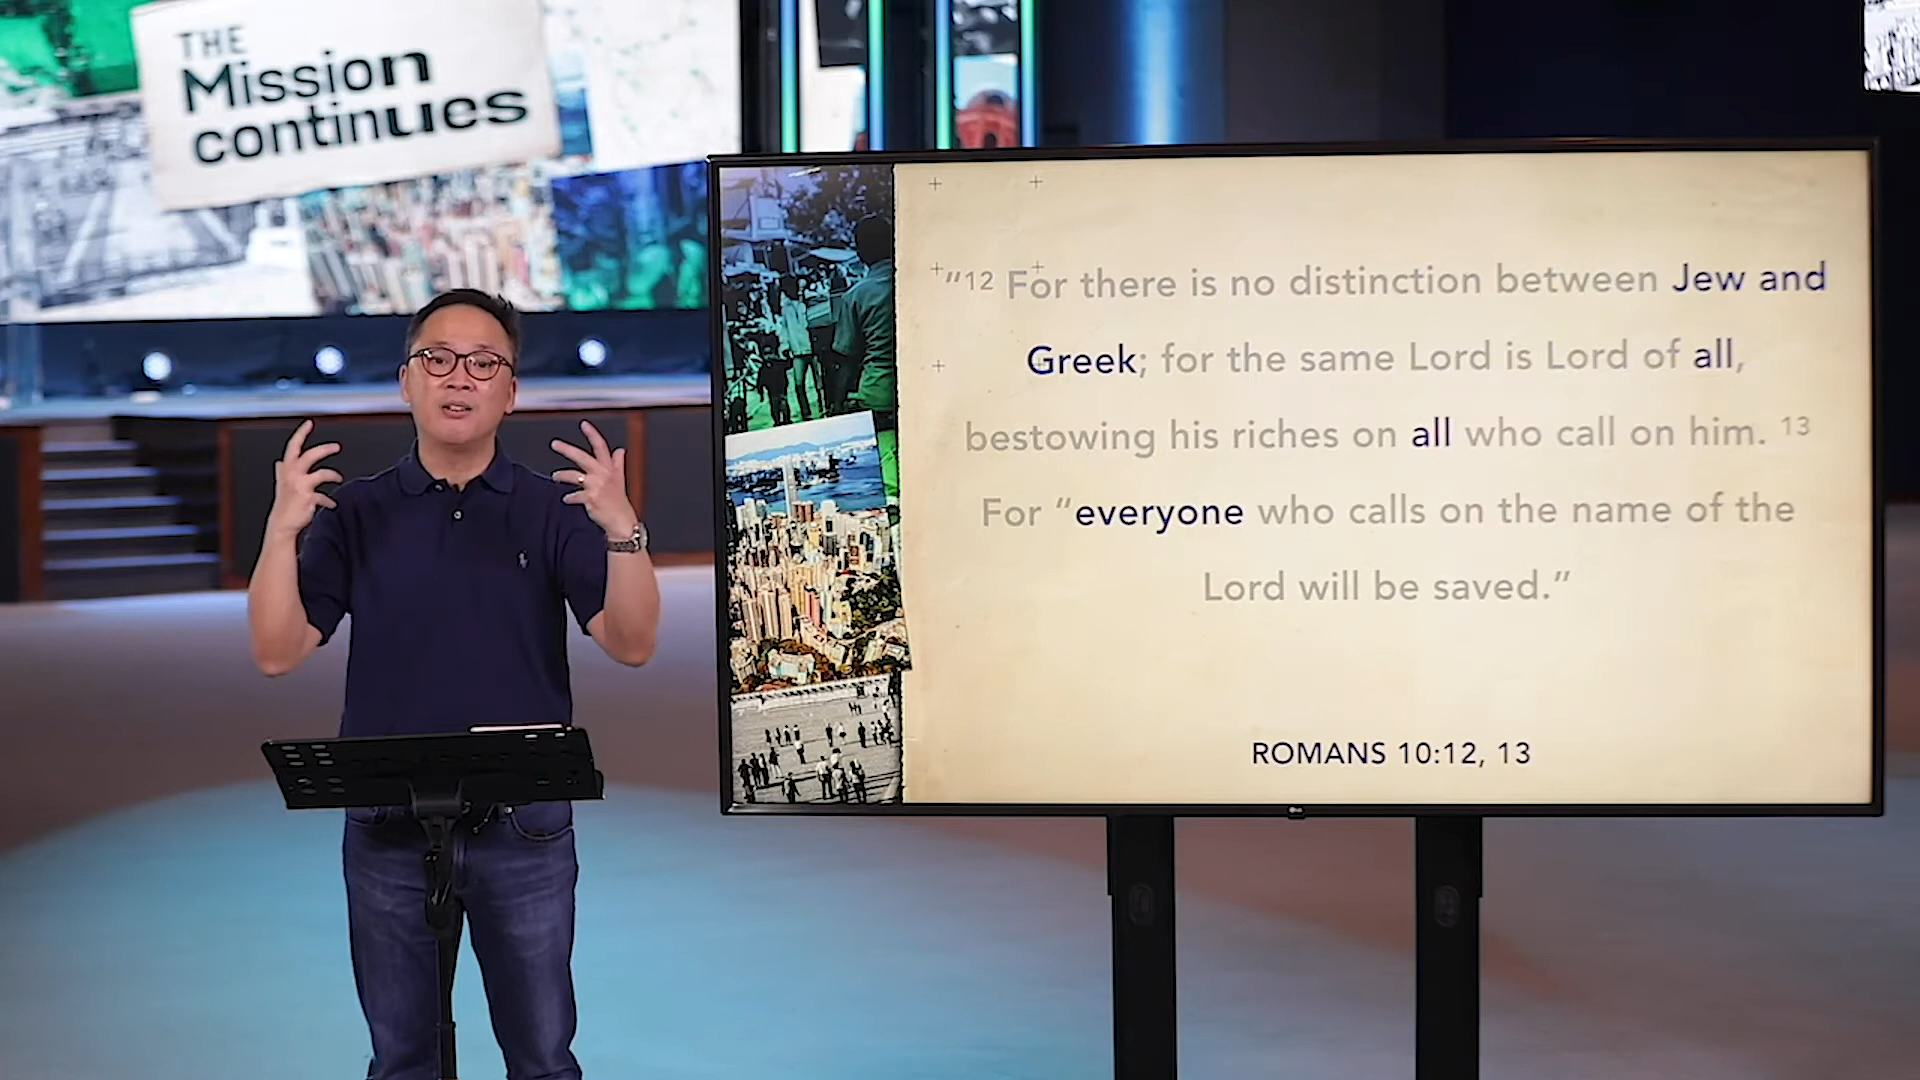 THE
Mission
continues
"12 For there is no distinction between Jew and
Greek; for the same Lord is Lord of all,
bestowing his riches on all who call on him. 13
For "everyone who calls on the name of the
Lord will be saved."
ROMANS 10:12, 13